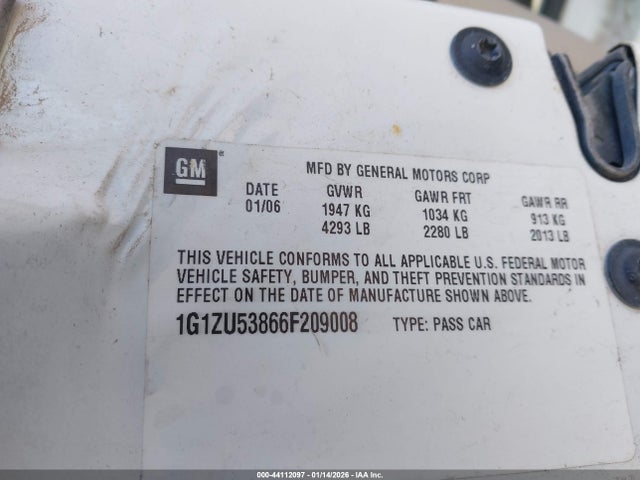 GM
MFD BY GENERAL MOTORS CORP
DATE GVWR GAWR FRT GAWR RR
01/06 1947 KG 1034 KG 913 KG
4293 LB 2280 LB 2013 LB
THIS VEHICLE CONFORMS TO ALL APPLICABLE U.S. FEDERAL MOTOR
VEHICLE SAFETY, BUMPER, AND THEFT PREVENTION STANDARDS IN
EFFECT ON THE DATE OF MANUFACTURE SHOWN ABOVE.
1G1ZU53866F209008 TYPE: PASS CAR
000-44112097 - 01/14/2026 - IAA Inc.